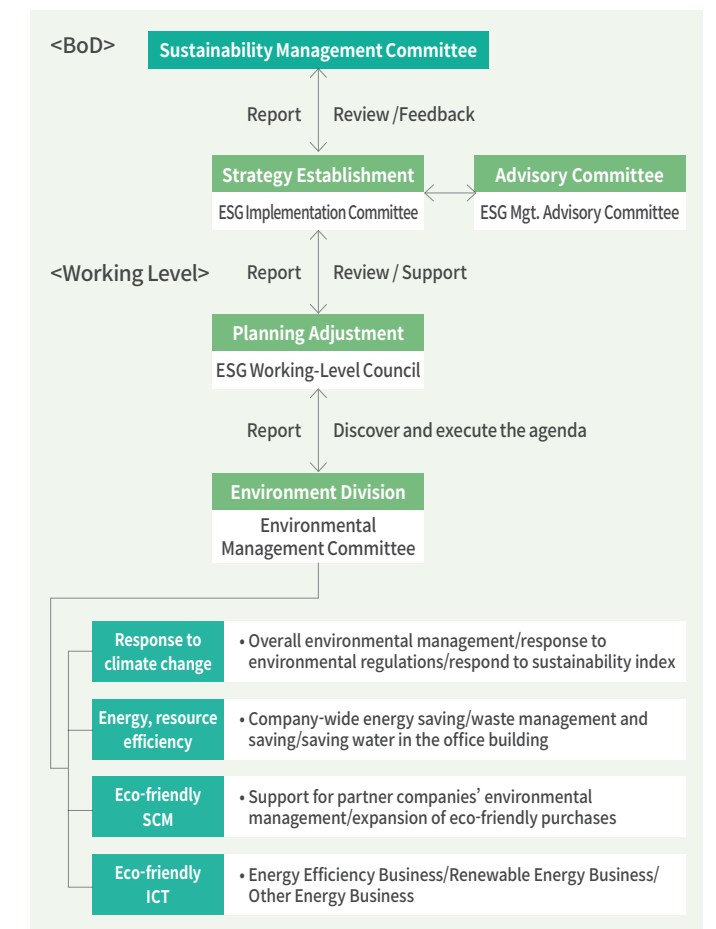 <BoD>
Sustainability Management Committee
Report
Review /Feedback
Strategy Establishment
ESG Implementation Committee
Advisory Committee
ESG Mgt. Advisory Committee
<Working Level>
Report
Review / Support
Planning Adjustment
ESG Working-Level Council
Report
Discover and execute the agenda
Environment Division
Environmental
Management Committee
Response to
climate change
• Overall environmental management/response to
environmental regulations/respond to sustainability index
Energy, resource
efficiency
• Company-wide energy saving/waste management and
saving/saving water in the office building
Eco-friendly
SCM
• Support for partner companies’ environmental
management/expansion of eco-friendly purchases
Eco-friendly
ICT
• Energy Efficiency Business/Renewable Energy Business/
Other Energy Business